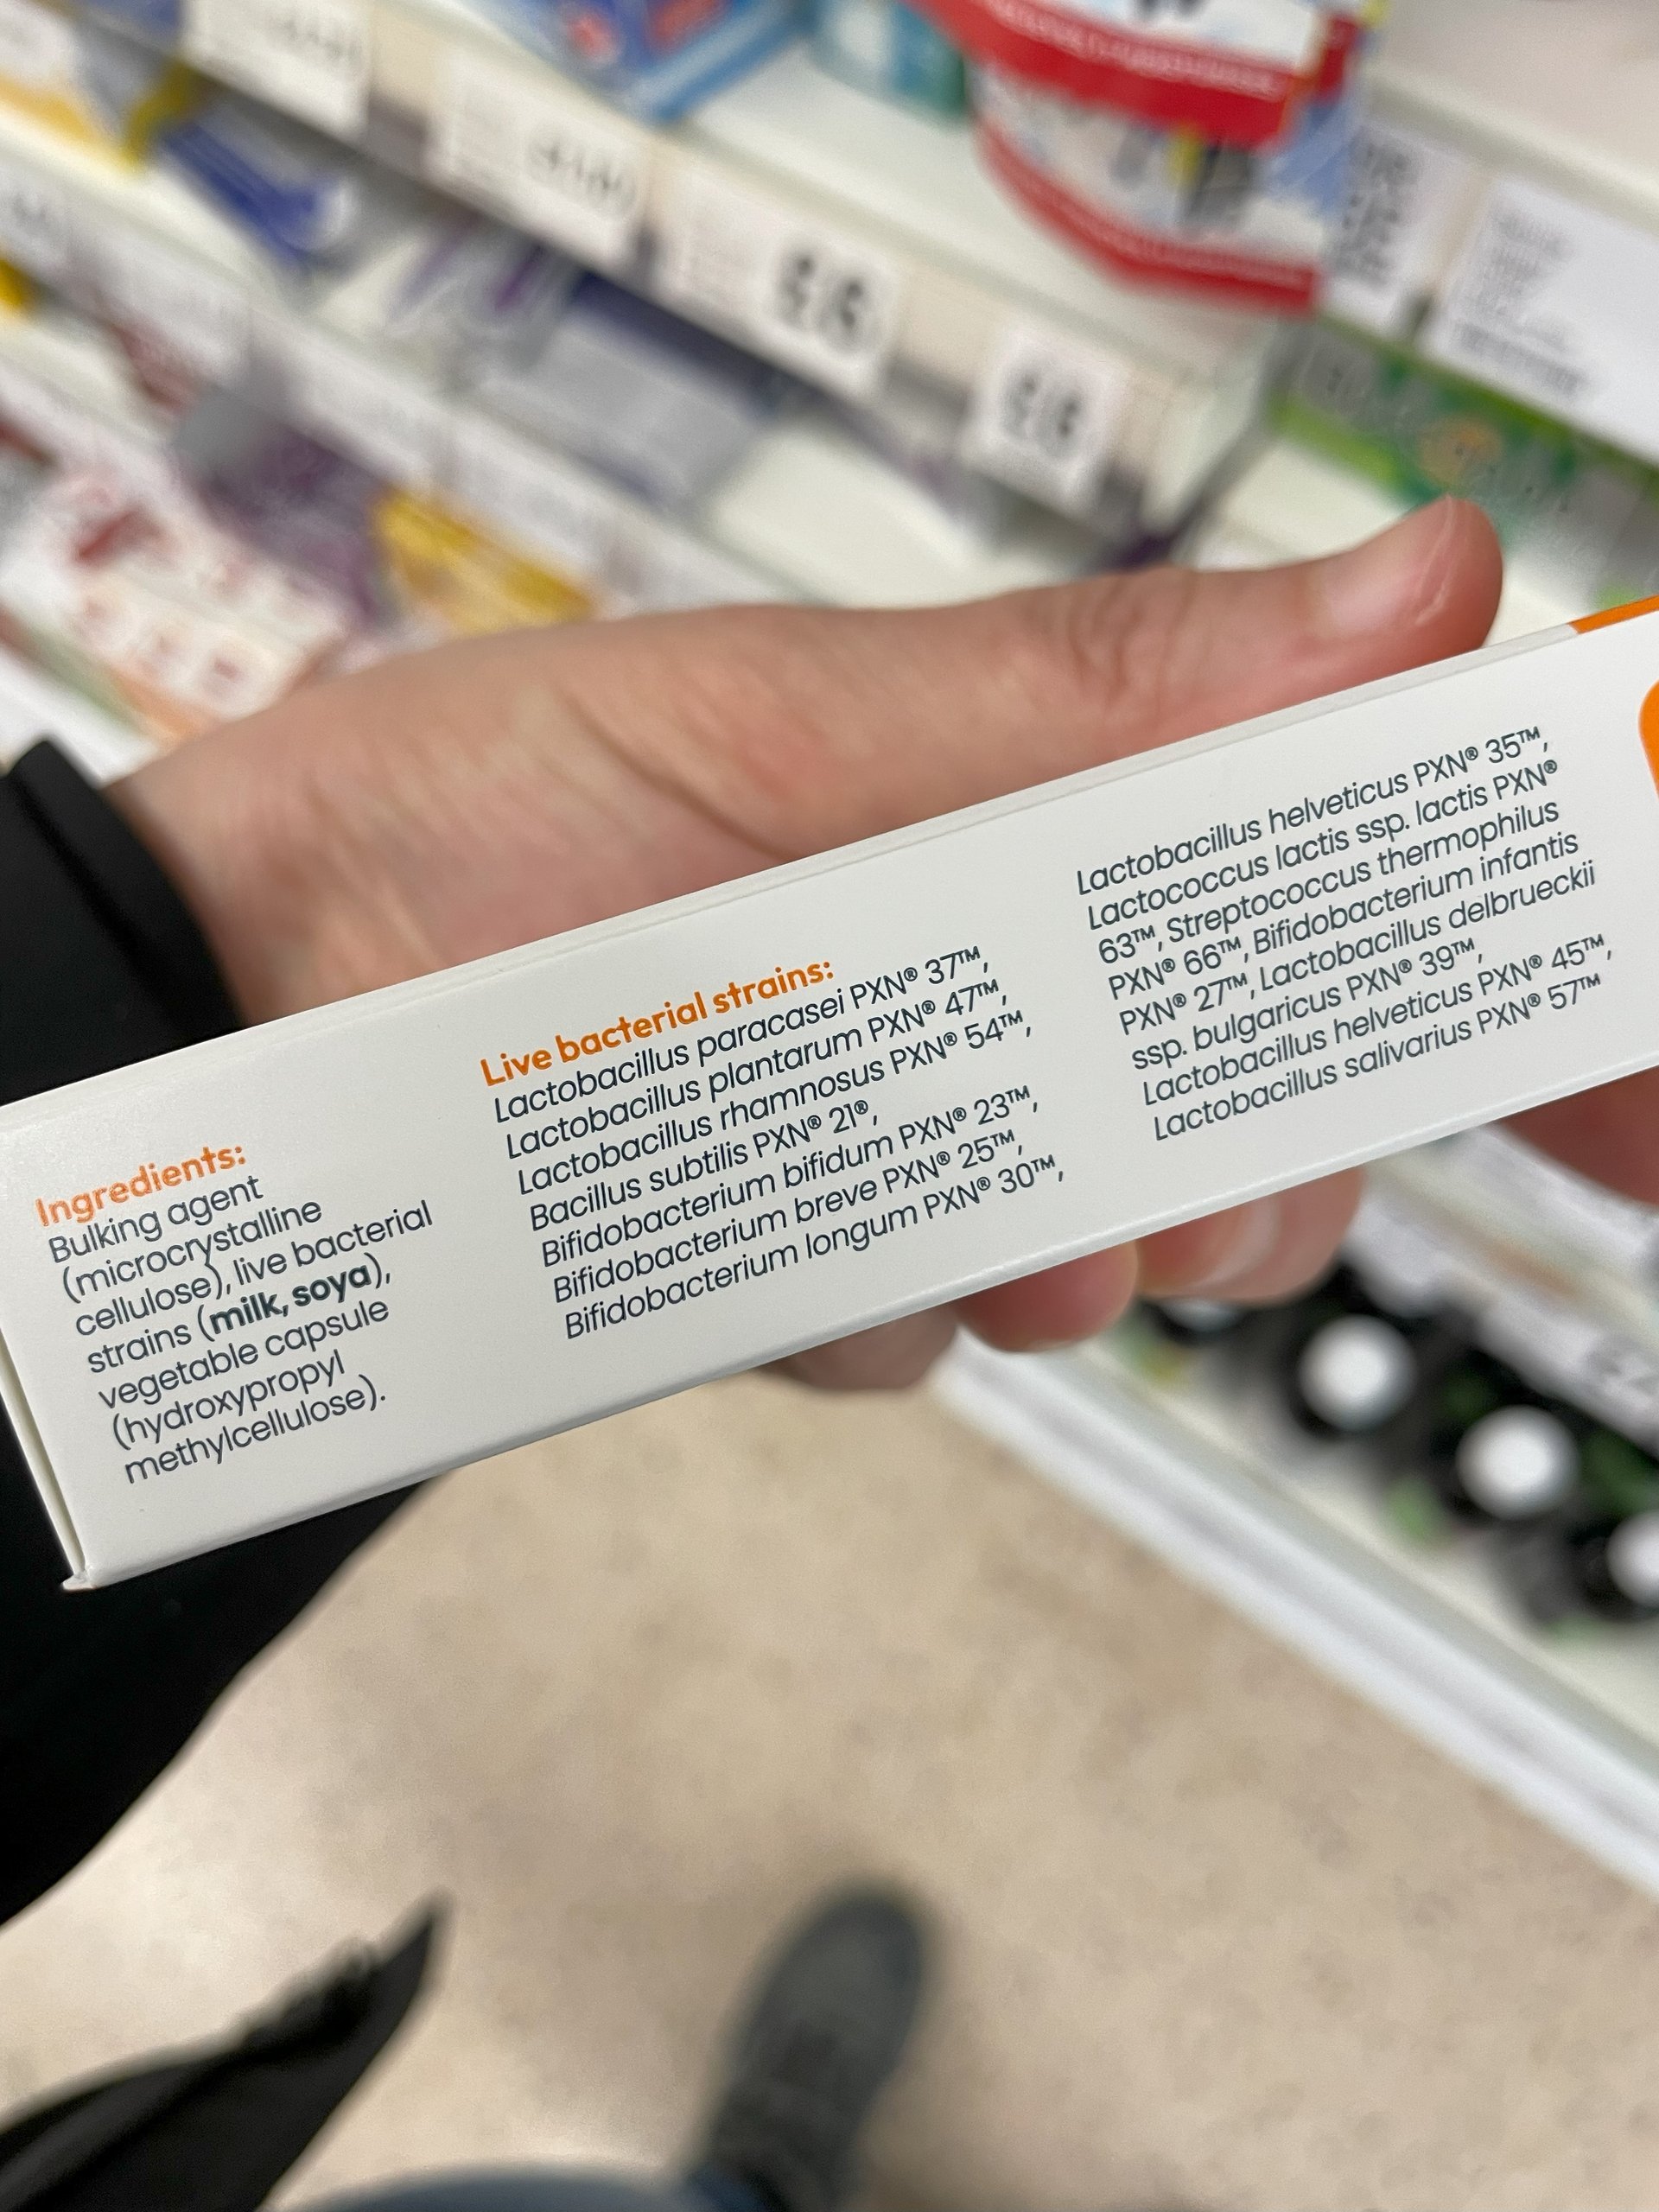 Ingredients:
Bulking agent
(microcrystalline
cellulose), live bacterial
strains (milk, soya),
vegetable capsule
(hydroxypropyl
methylcellulose).
Live bacterial strains:
Lactobacillus paracasei PXN® 37™,
Lactobacillus plantarum PXN® 47™,
Lactobacillus rhamnosus PXN® 54™,
Bacillus subtilis PXN® 21®,
Bifidobacterium bifidum PXN® 23™,
Bifidobacterium breve PXN® 25™,
Bifidobacterium longum PXN® 30™,
Lactobacillus helveticus PXN® 35™,
Lactococcus lactis ssp. lactis PXN®
63™, Streptococcus thermophilus
PXN® 66™, Bifidobacterium infantis
PXN® 27™, Lactobacillus delbrueckii
ssp. bulgaricus PXN® 39™,
Lactobacillus helveticus PXN® 45™,
Lactobacillus salivarius PXN® 57™